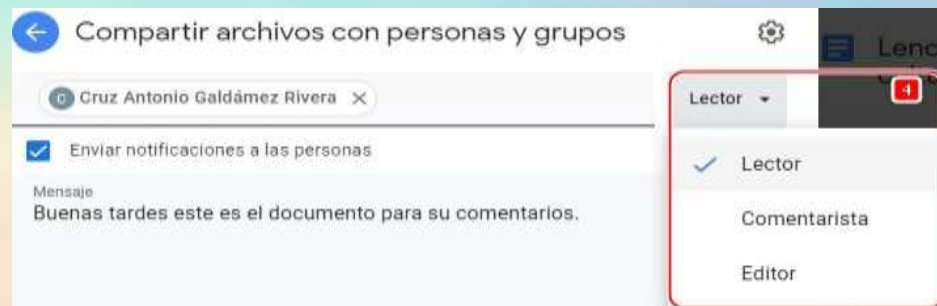 Compartir archivos con personas y grupos
C Cruz Antonio Galdámez Rivera
Lector
4
Enviar notificaciones a las personas
Lector
Mensaje
Buenas tardes este es el documento para su comentarios.
Comentarista
Editor